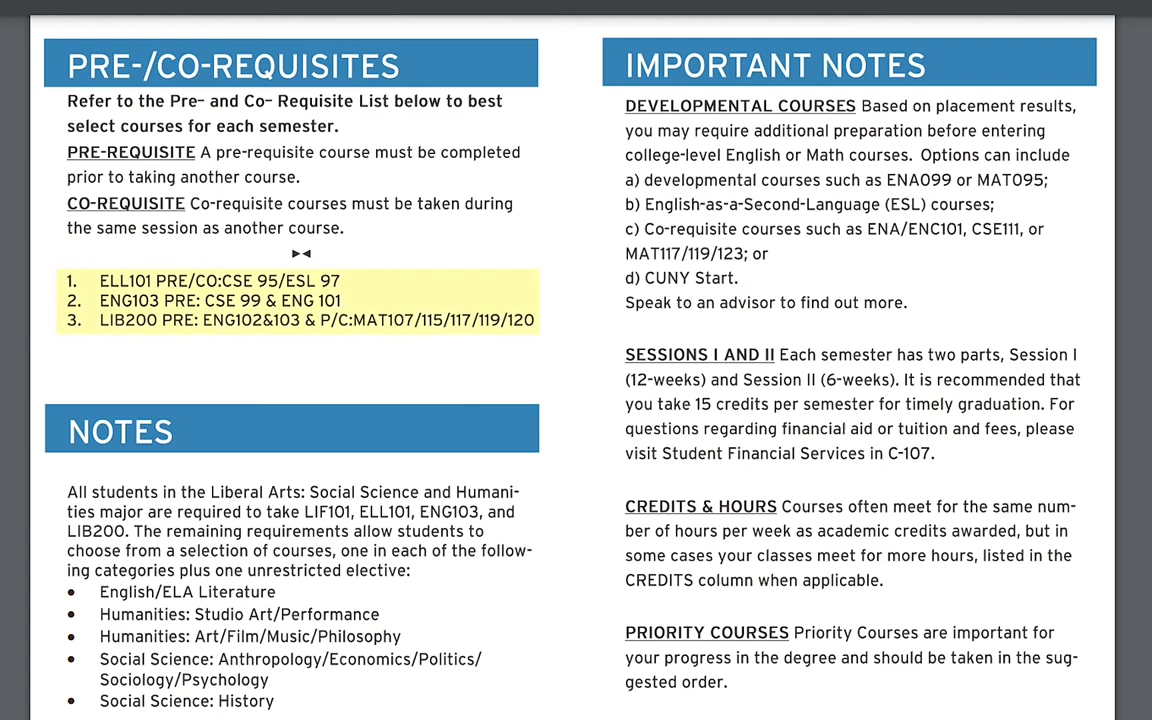 PRE-/CO-REQUISITES
Refer to the Pre– and Co– Requisite List below to best
select courses for each semester.
PRE-REQUISITE A pre-requisite course must be completed
prior to taking another course.
CO-REQUISITE Co-requisite courses must be taken during
the same session as another course.
1. ELL101 PRE/CO:CSE 95/ESL 97
2. ENG103 PRE: CSE 99 & ENG 101
3. LIB200 PRE: ENG102&103 & P/C:MAT107/115/117/119/120
NOTES
All students in the Liberal Arts: Social Science and Humani-
ties major are required to take LIF101, ELL101, ENG103, and
LIB200. The remaining requirements allow students to
choose from a selection of courses, one in each of the follow-
ing categories plus one unrestricted elective:
• English/ELA Literature
• Humanities: Studio Art/Performance
• Humanities: Art/Film/Music/Philosophy
• Social Science: Anthropology/Economics/Politics/
Sociology/Psychology
• Social Science: History
IMPORTANT NOTES
DEVELOPMENTAL COURSES Based on placement results,
you may require additional preparation before entering
college-level English or Math courses.  Options can include
a) developmental courses such as ENA099 or MAT095;
b) English-as-a-Second-Language (ESL) courses;
c) Co-requisite courses such as ENA/ENC101, CSE111, or
MAT117/119/123; or
d) CUNY Start.
Speak to an advisor to find out more.
SESSIONS I AND II Each semester has two parts, Session I
(12-weeks) and Session II (6-weeks). It is recommended that
you take 15 credits per semester for timely graduation. For
questions regarding financial aid or tuition and fees, please
visit Student Financial Services in C-107.
CREDITS & HOURS Courses often meet for the same num-
ber of hours per week as academic credits awarded, but in
some cases your classes meet for more hours, listed in the
CREDITS column when applicable.
PRIORITY COURSES Priority Courses are important for
your progress in the degree and should be taken in the sug-
gested order.